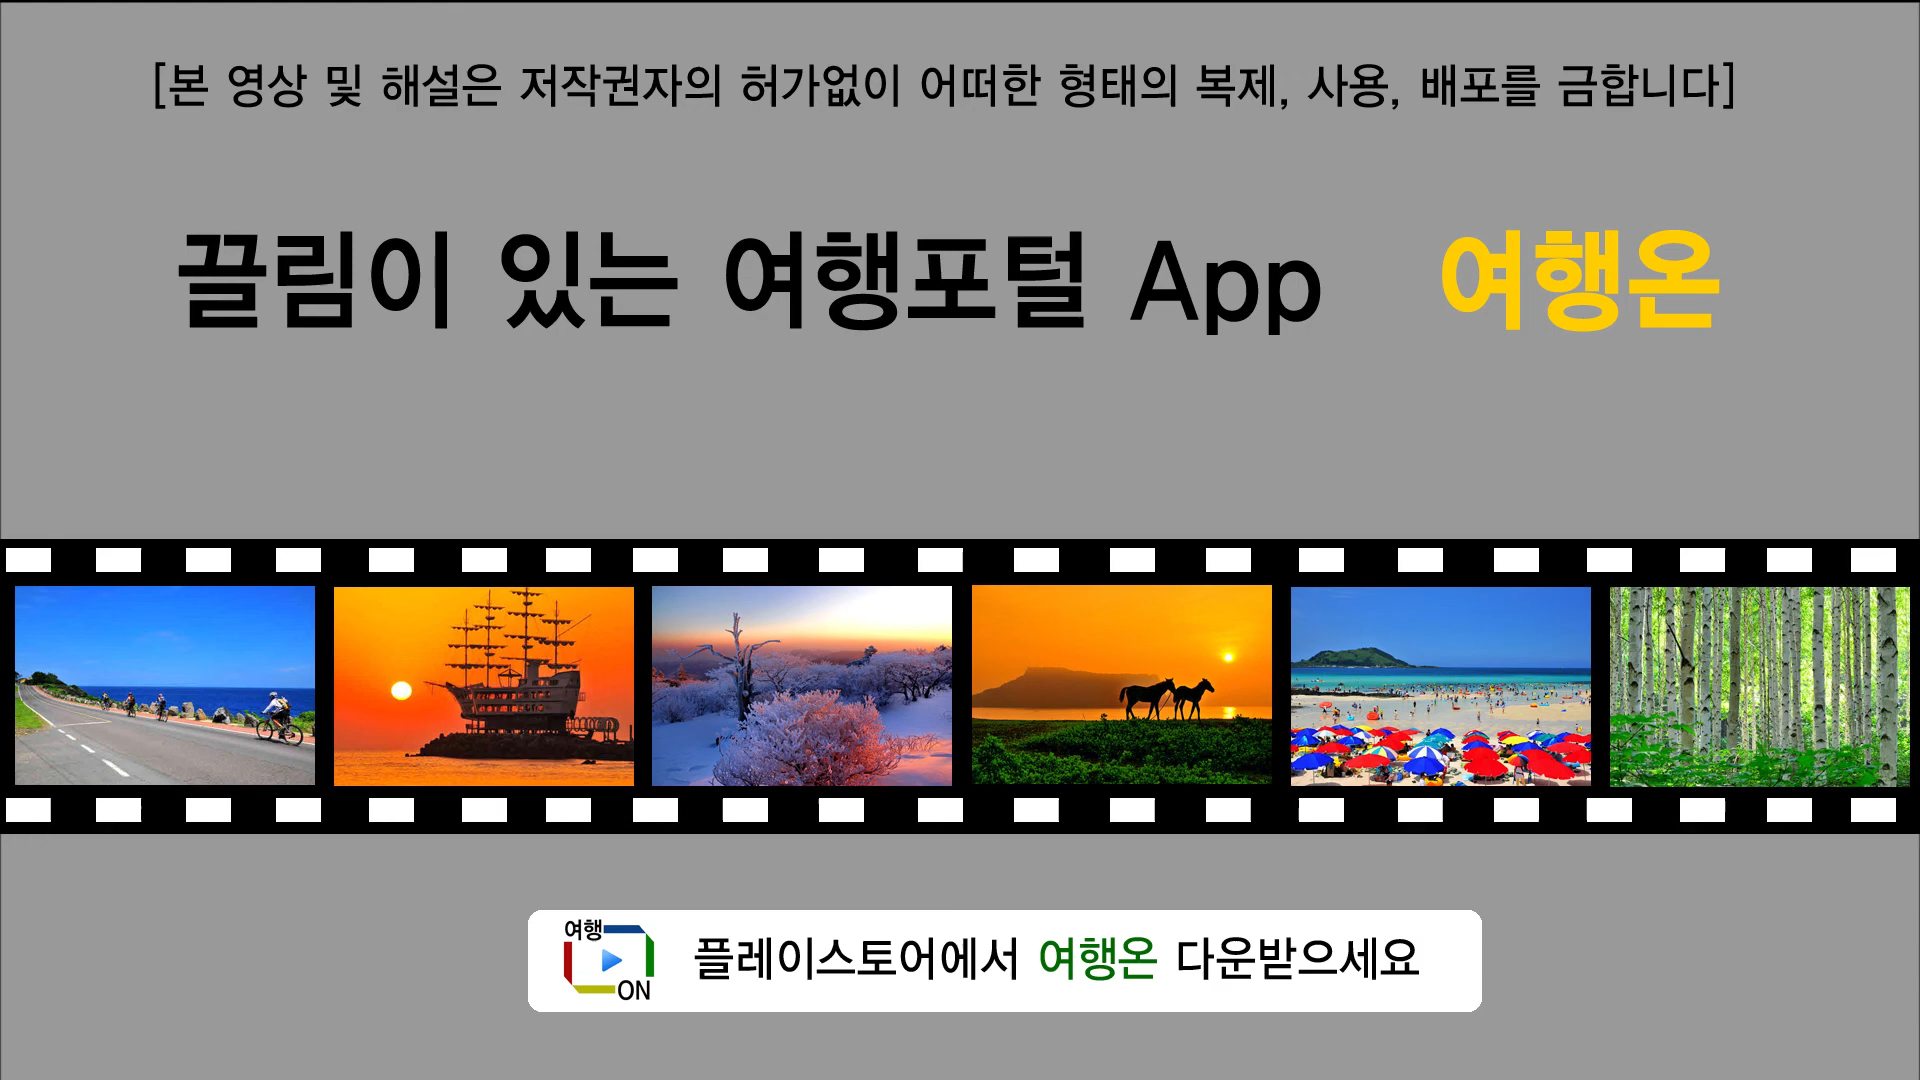 [본 영상 및 해설은 저작권자의 허가없이 어떠한 형태의 복제, 사용, 배포를 금합니다]
끌림이 있는 여행포털 App 여행온
여행
ON
플레이스토어에서 여행온 다운받으세요